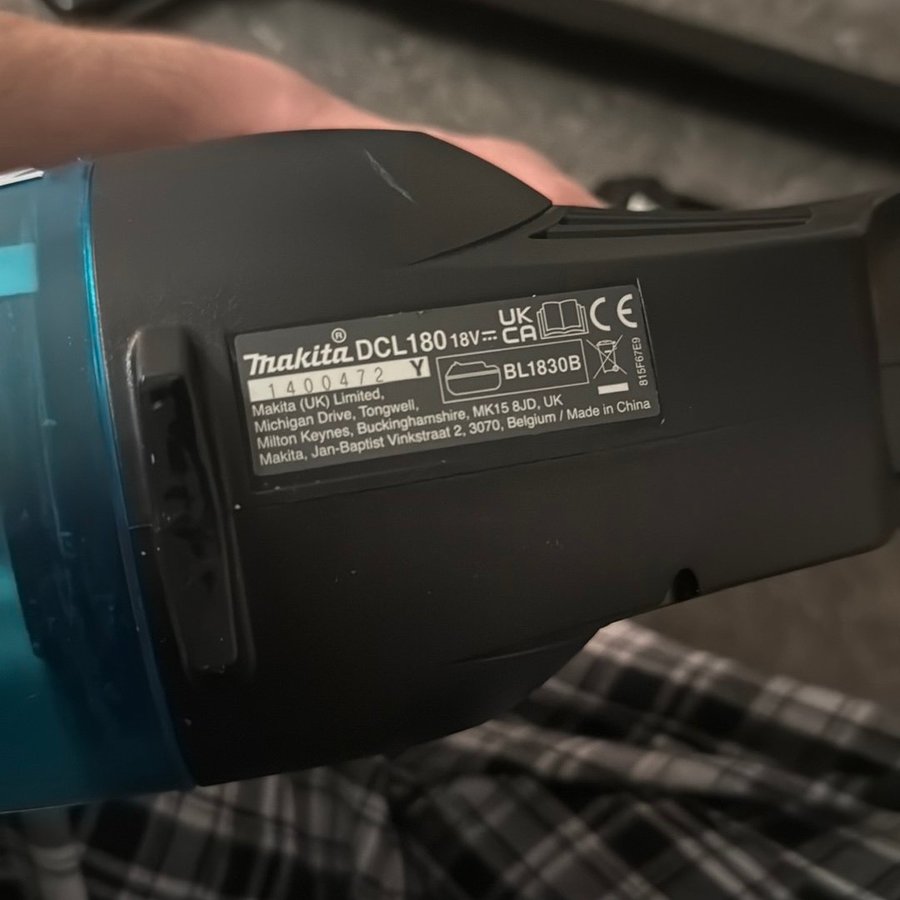 makita® DCL180 18V⎓ UK CA CE
1400472 Y
BL1830B
815F67E9
Makita (UK) Limited,
Michigan Drive, Tongwell,
Milton Keynes, Buckinghamshire, MK15 8JD, UK
Makita, Jan-Baptist Vinkstraat 2, 3070, Belgium / Made in China